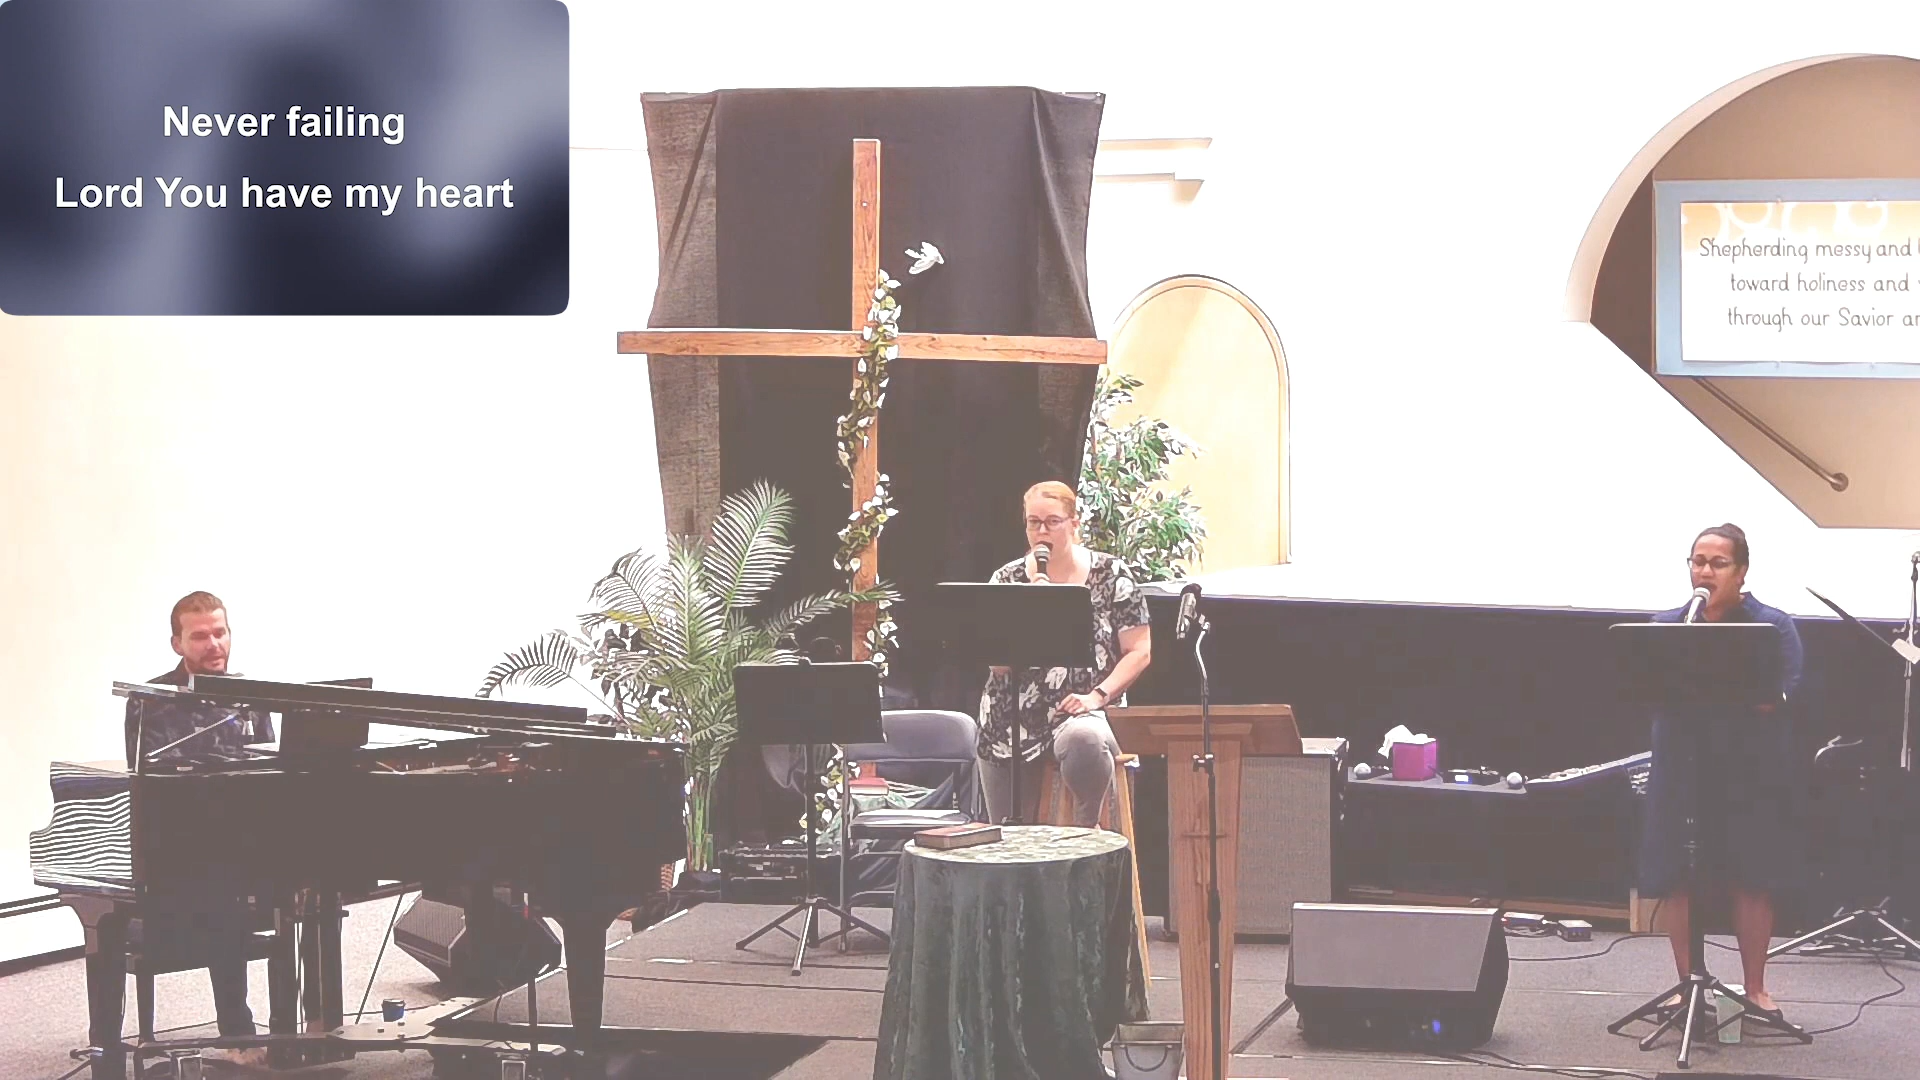 Never failing
Lord You have my heart
Shepherding messy and
toward holiness and
through our Savior